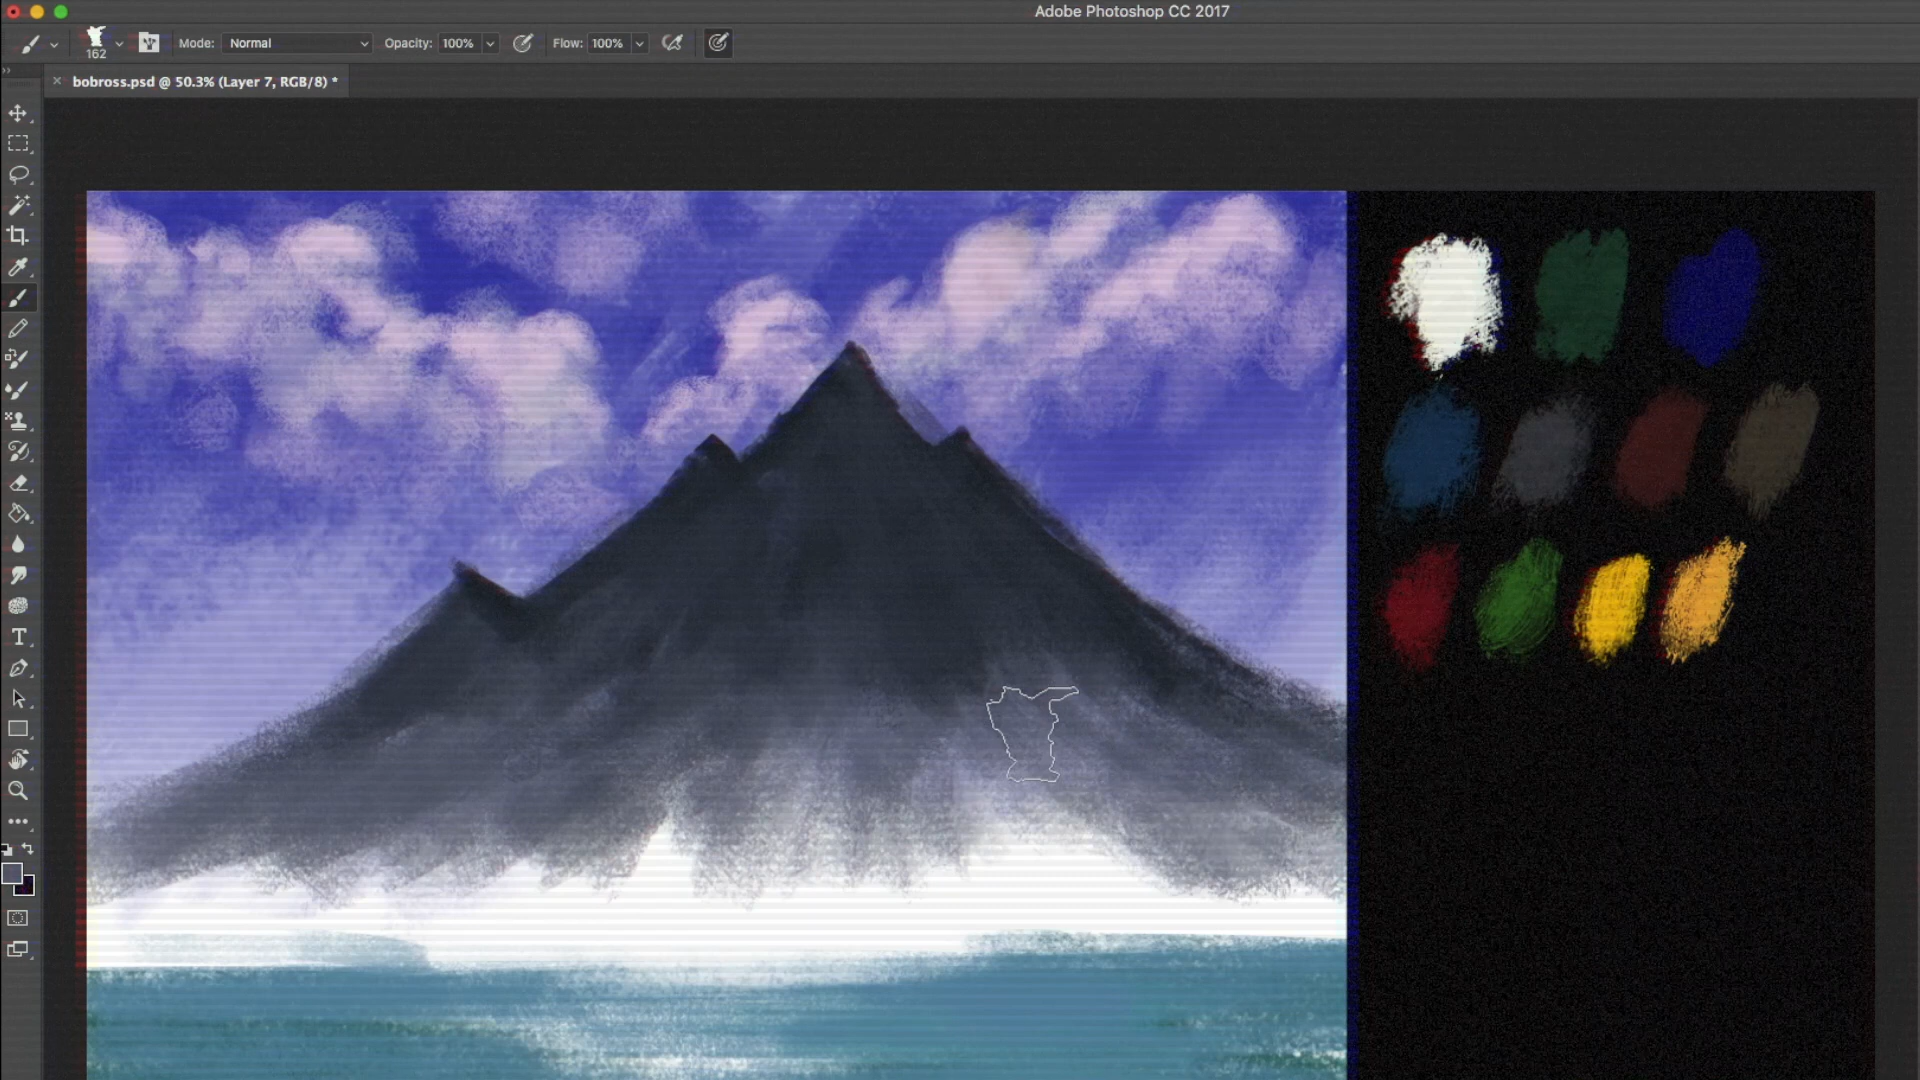 Adobe Photoshop CC 2017
162 Mode: Normal Opacity: 100% Flow: 100%
bobross.psd @ 50.3% (Layer 7, RGB/8) *